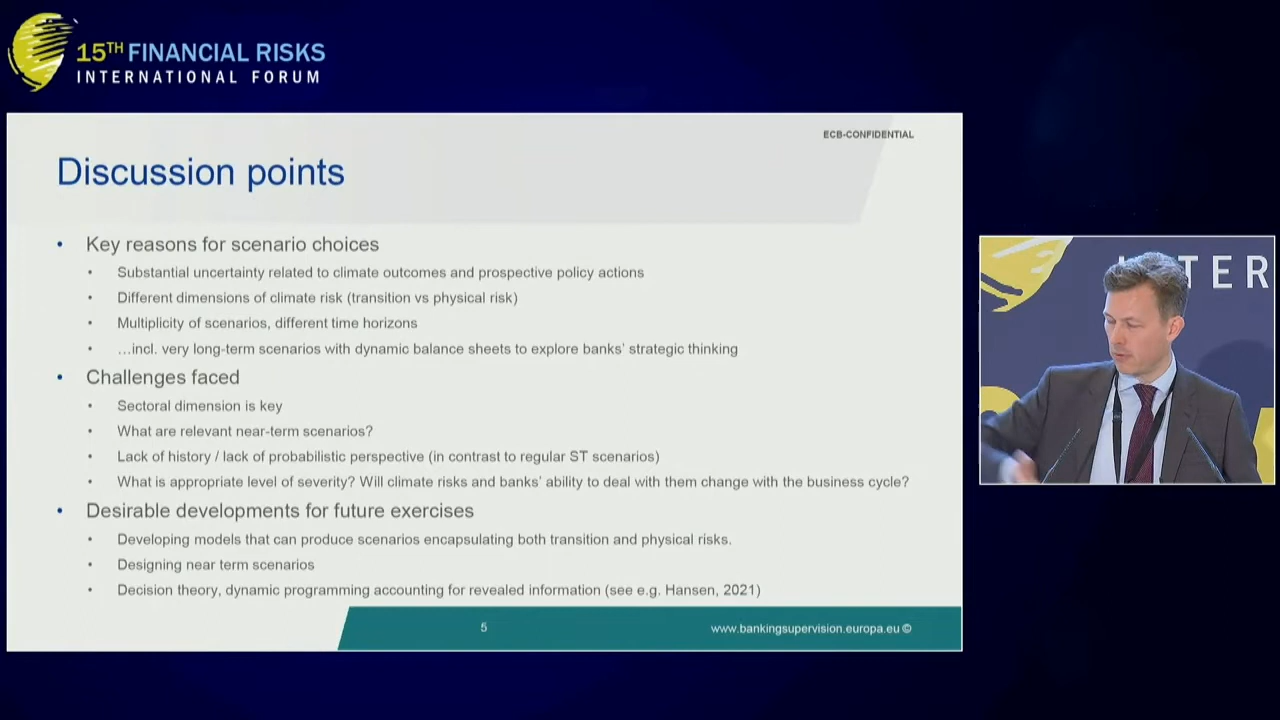 15TH FINANCIAL RISKS
INTERNATIONAL FORUM
ECB-CONFIDENTIAL
Discussion points
• Key reasons for scenario choices
• Substantial uncertainty related to climate outcomes and prospective policy actions
• Different dimensions of climate risk (transition vs physical risk)
• Multiplicity of scenarios, different time horizons
• …incl. very long-term scenarios with dynamic balance sheets to explore banks' strategic thinking
• Challenges faced
• Sectoral dimension is key
• What are relevant near-term scenarios?
• Lack of history / lack of probabilistic perspective (in contrast to regular ST scenarios)
• What is appropriate level of severity? Will climate risks and banks' ability to deal with them change with the business cycle?
• Desirable developments for future exercises
• Developing models that can produce scenarios encapsulating both transition and physical risks.
• Designing near term scenarios
• Decision theory, dynamic programming accounting for revealed information (see e.g. Hansen, 2021)
5
www.bankingsupervision.europa.eu ©
TER